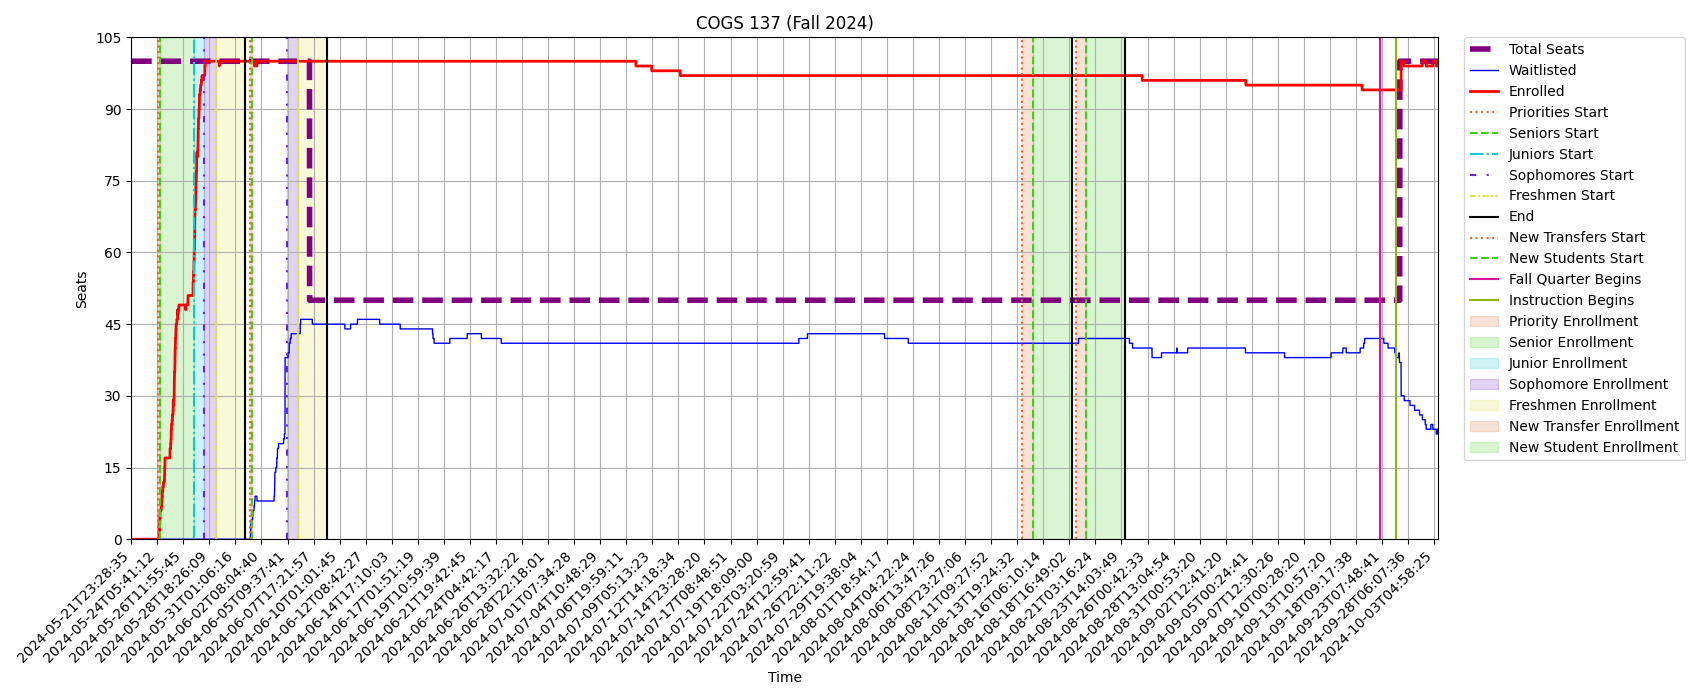 COGS 137 (Fall 2024)
105
90
75
60
45
30
15
0
Seats
2024-05-21T23:28:35
2024-05-24T05:41:12
2024-05-26T11:55:45
2024-05-28T18:26:09
2024-05-31T01:06:16
2024-06-02T08:04:40
2024-06-05T09:37:41
2024-06-07T17:21:57
2024-06-10T01:01:45
2024-06-12T08:42:27
2024-06-14T17:10:03
2024-06-17T01:51:19
2024-06-19T10:59:39
2024-06-21T19:42:45
2024-06-24T04:42:17
2024-06-26T13:32:22
2024-06-28T22:18:01
2024-07-01T07:34:28
2024-07-04T10:48:29
2024-07-06T19:59:11
2024-07-09T05:13:23
2024-07-12T14:18:34
2024-07-14T23:28:20
2024-07-17T08:48:51
2024-07-19T18:09:00
2024-07-22T03:20:59
2024-07-24T12:59:41
2024-07-26T22:11:22
2024-07-29T19:38:04
2024-08-01T18:54:17
2024-08-04T04:22:24
2024-08-06T13:47:26
2024-08-08T23:27:06
2024-08-11T09:27:52
2024-08-13T19:24:32
2024-08-16T06:10:14
2024-08-18T16:49:02
2024-08-21T03:16:24
2024-08-23T14:03:49
2024-08-26T00:42:33
2024-08-28T13:04:54
2024-08-31T00:53:20
2024-09-02T12:41:20
2024-09-05T00:24:41
2024-09-07T12:30:26
2024-09-10T00:28:20
2024-09-13T10:57:20
2024-09-18T09:17:38
2024-09-23T07:48:41
2024-09-28T06:07:36
2024-10-03T04:58:25
Time
Total Seats
Waitlisted
Enrolled
Priorities Start
Seniors Start
Juniors Start
Sophomores Start
Freshmen Start
End
New Transfers Start
New Students Start
Fall Quarter Begins
Instruction Begins
Priority Enrollment
Senior Enrollment
Junior Enrollment
Sophomore Enrollment
Freshmen Enrollment
New Transfer Enrollment
New Student Enrollment